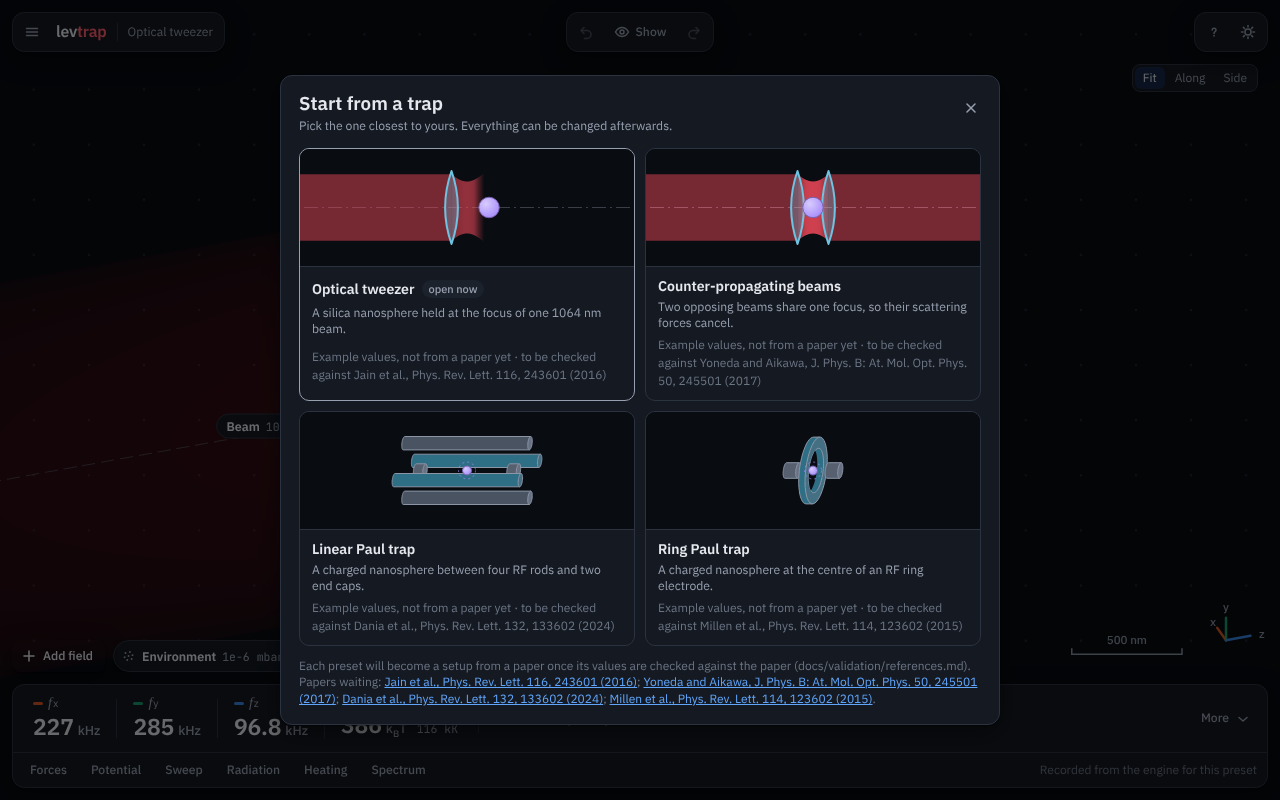 levtrap
Optical tweezer
Show
?
Fit
Along
Side
Start from a trap
Pick the one closest to yours. Everything can be changed afterwards.
Optical tweezer
open now
A silica nanosphere held at the focus of one 1064 nm
beam.
Example values, not from a paper yet · to be checked
against Jain et al., Phys. Rev. Lett. 116, 243601 (2016)
Counter-propagating beams
Two opposing beams share one focus, so their scattering
forces cancel.
Example values, not from a paper yet · to be checked
against Yoneda and Aikawa, J. Phys. B: At. Mol. Opt. Phys.
50, 245501 (2017)
Beam 10
Linear Paul trap
A charged nanosphere between four RF rods and two
end caps.
Example values, not from a paper yet · to be checked
against Dania et al., Phys. Rev. Lett. 132, 133602 (2024)
Ring Paul trap
A charged nanosphere at the centre of an RF ring
electrode.
Example values, not from a paper yet · to be checked
against Millen et al., Phys. Rev. Lett. 114, 123602 (2015)
y
x
z
500 nm
Add field
Environment 1e-6 mba
Each preset will become a setup from a paper once its values are checked against the paper (docs/validation/references.md).
Papers waiting: Jain et al., Phys. Rev. Lett. 116, 243601 (2016); Yoneda and Aikawa, J. Phys. B: At. Mol. Opt. Phys. 50, 245501
(2017); Dania et al., Phys. Rev. Lett. 132, 133602 (2024); Millen et al., Phys. Rev. Lett. 114, 123602 (2015).
fx
227 kHz
fy
285 kHz
fz
96.8 kHz
386 kBT 116 kK
More
Forces
Potential
Sweep
Radiation
Heating
Spectrum
Recorded from the engine for this preset